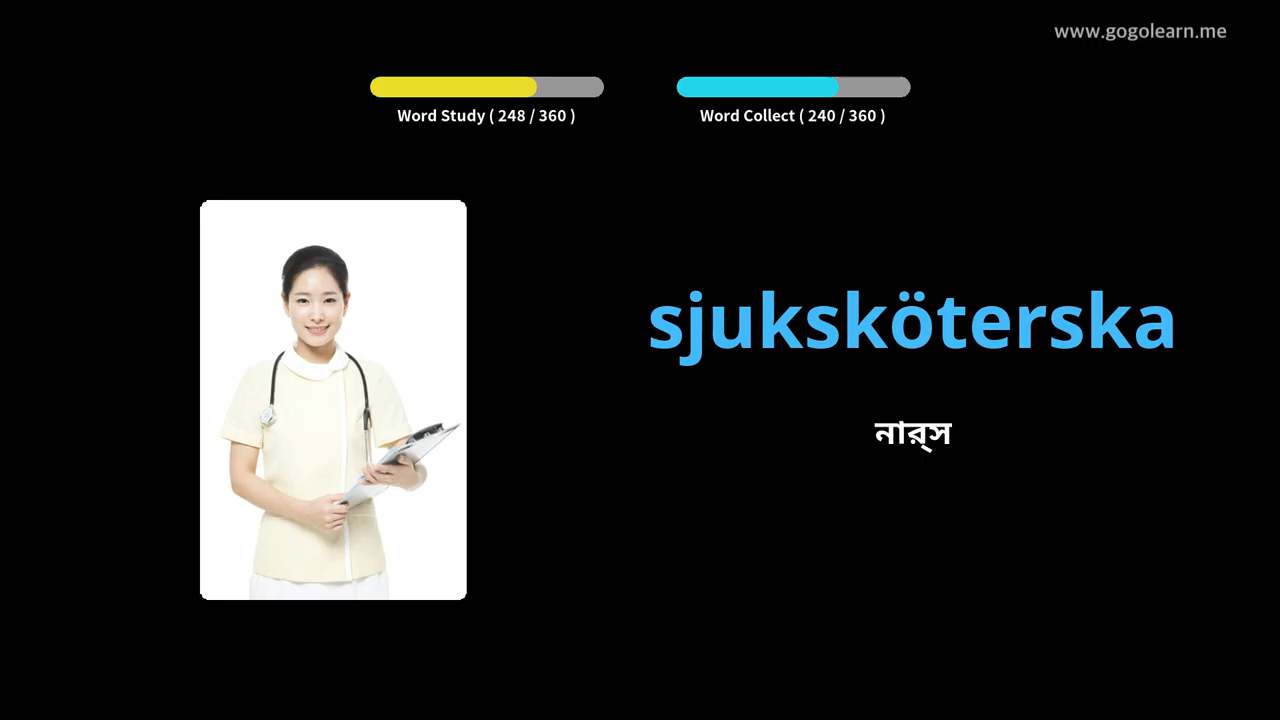 www.gogolearn.me
Word Study ( 248 / 360 )
Word Collect ( 240 / 360 )
sjuksköterska
নার্স